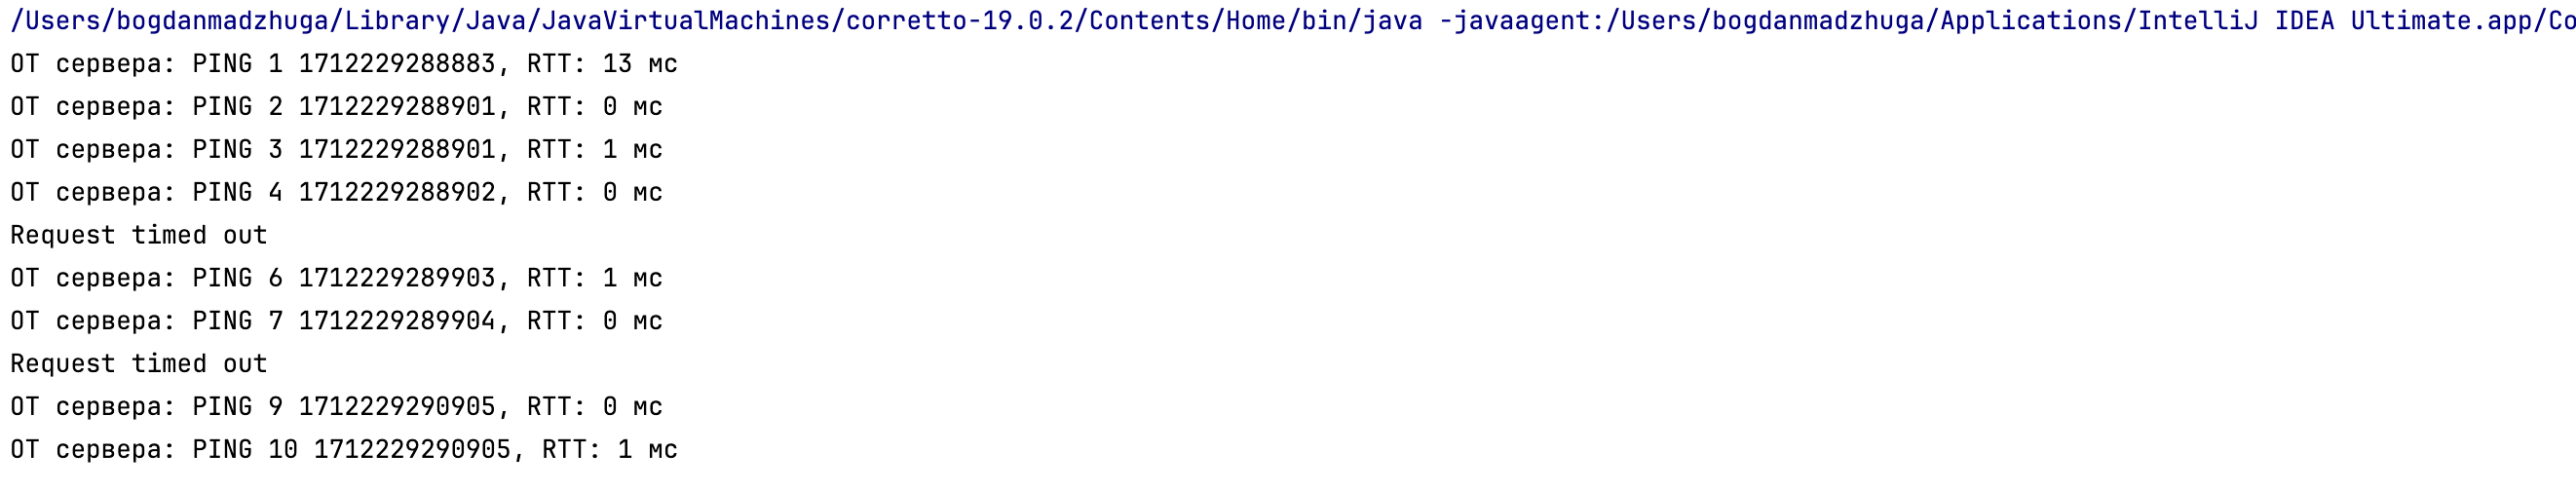 /Users/bogdanmadzhuga/Library/Java/JavaVirtualMachines/corretto-19.0.2/Contents/Home/bin/java -javaagent:/Users/bogdanmadzhuga/Applications/IntelliJ IDEA Ultimate.app/Co
ОТ сервера: PING 1 1712229288883, RTT: 13 мс
ОТ сервера: PING 2 1712229288901, RTT: 0 мс
ОТ сервера: PING 3 1712229288901, RTT: 1 мс
ОТ сервера: PING 4 1712229288902, RTT: 0 мс
Request timed out
ОТ сервера: PING 6 1712229289903, RTT: 1 мс
ОТ сервера: PING 7 1712229289904, RTT: 0 мс
Request timed out
ОТ сервера: PING 9 1712229290905, RTT: 0 мс
ОТ сервера: PING 10 1712229290905, RTT: 1 мс